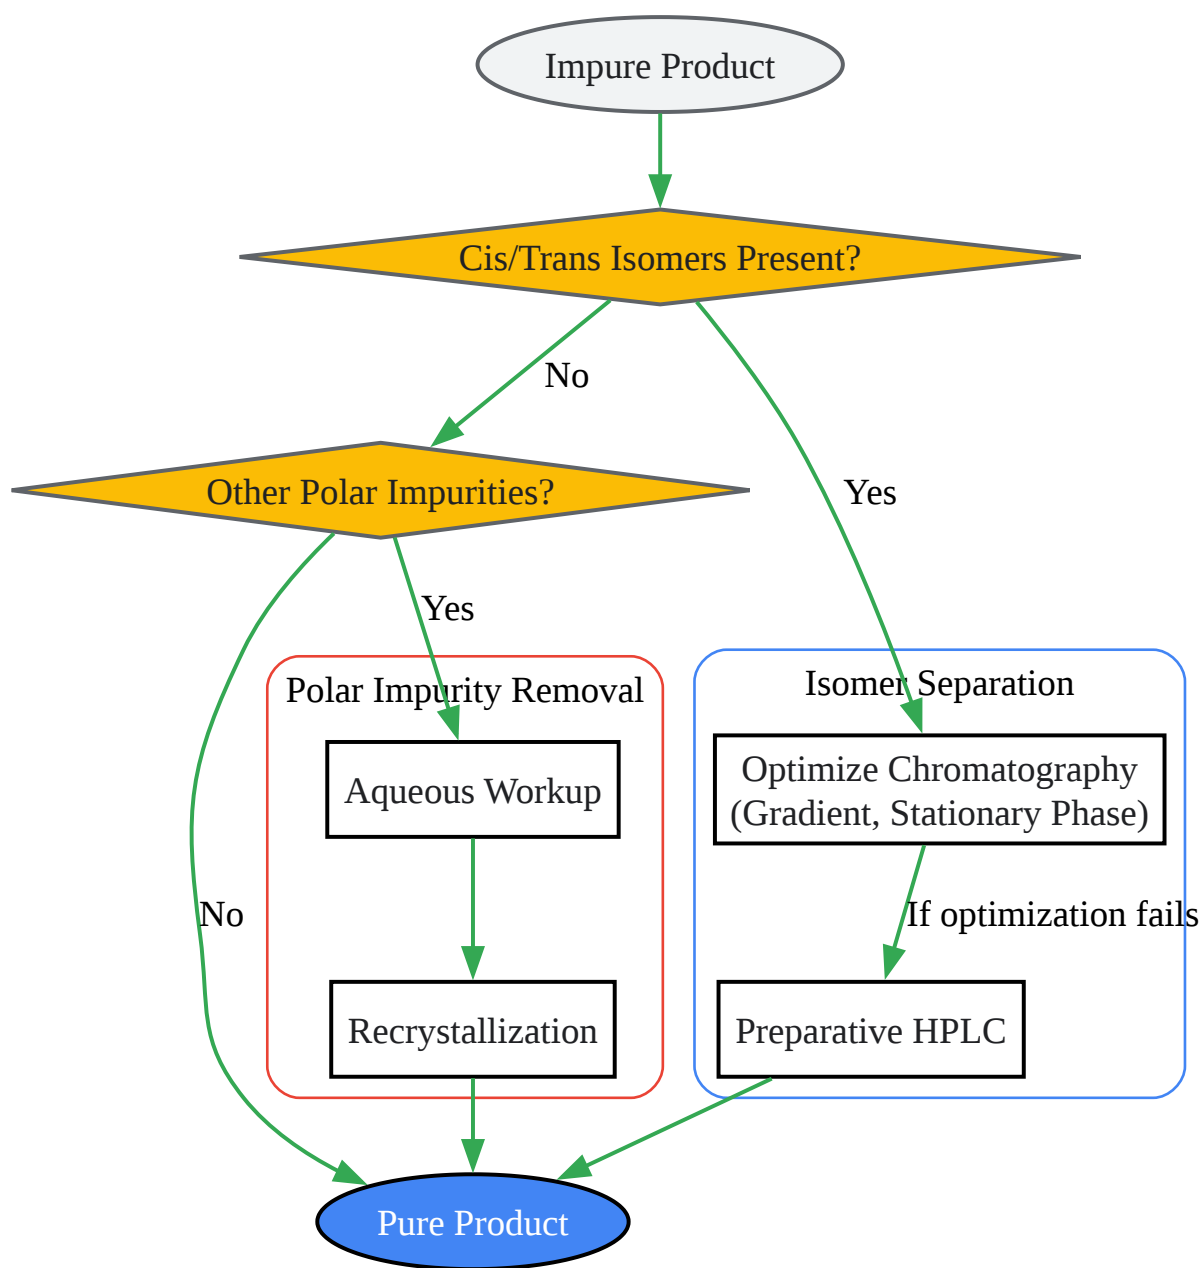 Impure Product
Cis/Trans Isomers Present?
No
Other Polar Impurities?
Yes
Yes
Polar Impurity Removal
Isomer Separation
Aqueous Workup
Optimize Chromatography
(Gradient, Stationary Phase)
No
If optimization fails
Recrystallization
Preparative HPLC
Pure Product